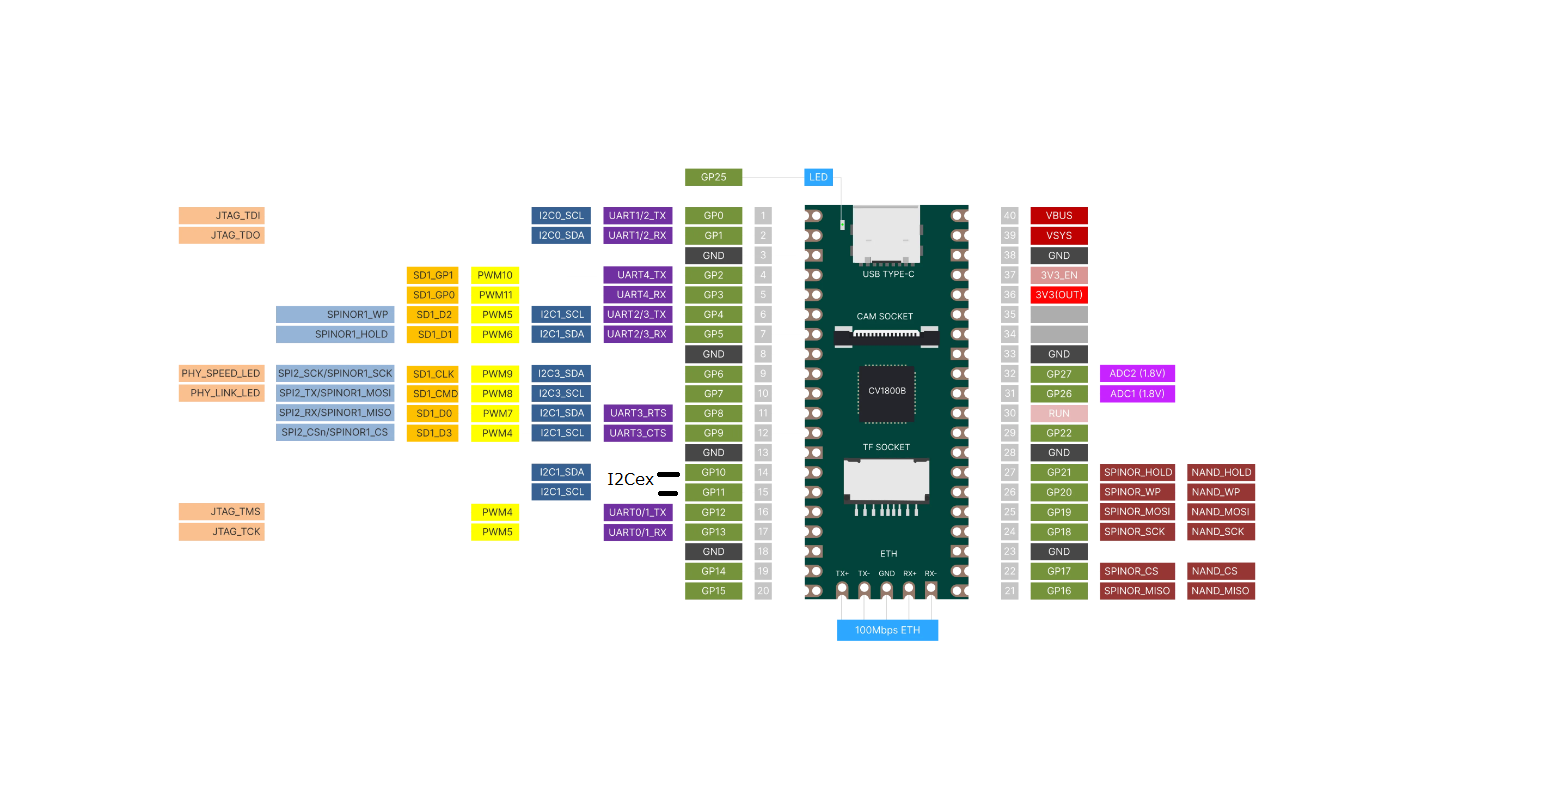 GP25 LED
JTAG_TDI I2C0_SCL UART1/2_TX GP0 1 40 VBUS
JTAG_TDO I2C0_SDA UART1/2_RX GP1 2 39 VSYS
GND 3 38 GND
SD1_GP1 PWM10 UART4_TX GP2 4 USB TYPE-C 37 3V3_EN
SD1_GP0 PWM11 UART4_RX GP3 5 36 3V3(OUT)
SPINOR1_WP SD1_D2 PWM5 I2C1_SCL UART2/3_TX GP4 6 CAM SOCKET 35
SPINOR1_HOLD SD1_D1 PWM6 I2C1_SDA UART2/3_RX GP5 7 34
GND 8 33 GND
PHY_SPEED_LED SPI2_SCK/SPINOR1_SCK SD1_CLK PWM9 I2C3_SDA GP6 9 32 GP27 ADC2 (1.8V)
PHY_LINK_LED SPI2_TX/SPINOR1_MOSI SD1_CMD PWM8 I2C3_SCL GP7 10 CV1800B 31 GP26 ADC1 (1.8V)
SPI2_RX/SPINOR1_MISO SD1_D0 PWM7 I2C1_SDA UART3_RTS GP8 11 30 RUN
SPI2_CSn/SPINOR1_CS SD1_D3 PWM4 I2C1_SCL UART3_CTS GP9 12 29 GP22
GND 13 TF SOCKET 28 GND
I2C1_SDA I2Cex GP10 14 27 GP21 SPINOR_HOLD NAND_HOLD
I2C1_SCL GP11 15 26 GP20 SPINOR_WP NAND_WP
JTAG_TMS PWM4 UART0/1_TX GP12 16 25 GP19 SPINOR_MOSI NAND_MOSI
JTAG_TCK PWM5 UART0/1_RX GP13 17 24 GP18 SPINOR_SCK NAND_SCK
GND 18 ETH 23 GND
GP14 19 TX+ TX- GND RX+ RX- 22 GP17 SPINOR_CS NAND_CS
GP15 20 21 GP16 SPINOR_MISO NAND_MISO
100Mbps ETH